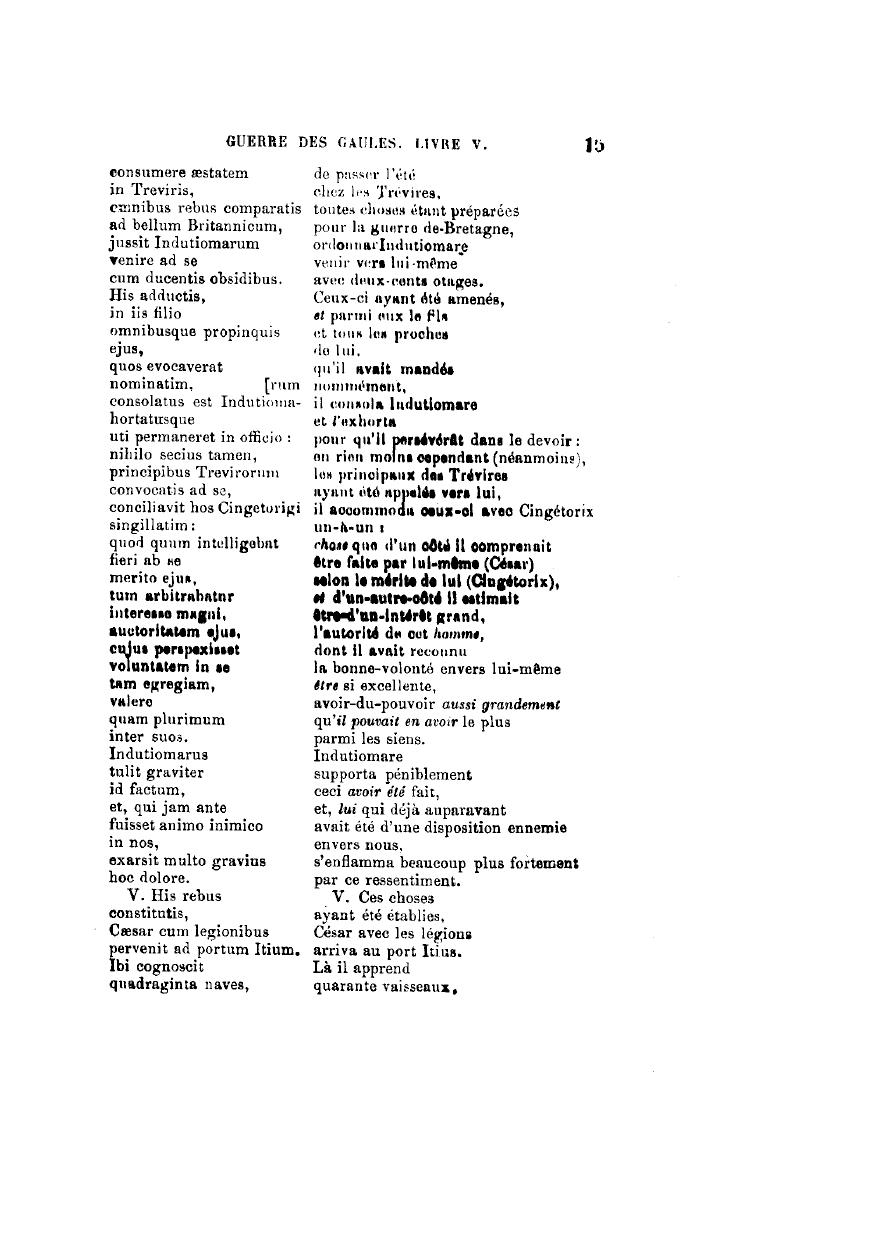 GUERRE DES GAULES. LIVRE V. 15
consumere æstatem
in Treviris,
omnibus rebus comparatis
ad bellum Britannicum,
jussit Indutiomarum
venire ad se
cum ducentis obsidibus.
His adductis,
in iis filio
omnibusque propinquis
ejus,
quos evocaverat
nominatim, [rum
consolatus est Indutioma-
hortatusque
uti permaneret in officio :
nihilo secius tamen,
principibus Trevirorum
convocatis ad se,
conciliavit hos Cingetorigi
singillatim :
quod quum intelligebat
fieri ab se
merito ejus,
tum arbitrabatur
interesse magni,
auctoritatem ejus,
cujus perspexisset
voluntatem in se
tam egregiam,
valere
quam plurimum
inter suos.
Indutiomarus
tulit graviter
id factum,
et, qui jam ante
fuisset animo inimico
in nos,
exarsit multo gravius
hoc dolore.
V. His rebus
constitutis,
Cæsar cum legionibus
pervenit ad portum Itium.
Ibi cognoscit
quadraginta naves,
de passer l'été
chez les Trévires,
toutes choses étant préparées
pour la guerre de-Bretagne,
ordonna Indutiomare
venir vers lui-même
avec deux-cents otages.
Ceux-ci ayant été amenés,
et parmi eux le fils
et tous les proches
de lui,
qu'il avait mandés
nommément,
il consola Indutiomare
et l'exhorta
pour qu'il persévérât dans le devoir :
en rien moins cependant (néanmoins),
les principaux des Trévires
ayant été appelés vers lui,
il accommoda ceux-ci avec Cingétorix
un-à-un :
chose que d'un côté il comprenait
être faite par lui-même (César)
selon le mérite de lui (Cingétorix),
et d'un-autre-côté il estimait
être-d'un-intérêt grand,
l'autorité de cet homme,
dont il avait reconnu
la bonne-volonté envers lui-même
être si excellente,
avoir-du-pouvoir aussi grandement
qu'il pouvait en avoir le plus
parmi les siens.
Indutiomare
supporta péniblement
ceci avoir été fait,
et, lui qui déjà auparavant
avait été d'une disposition ennemie
envers nous,
s'enflamma beaucoup plus fortement
par ce ressentiment.
V. Ces choses
ayant été établies,
César avec les légions
arriva au port Itius.
Là il apprend
quarante vaisseaux,